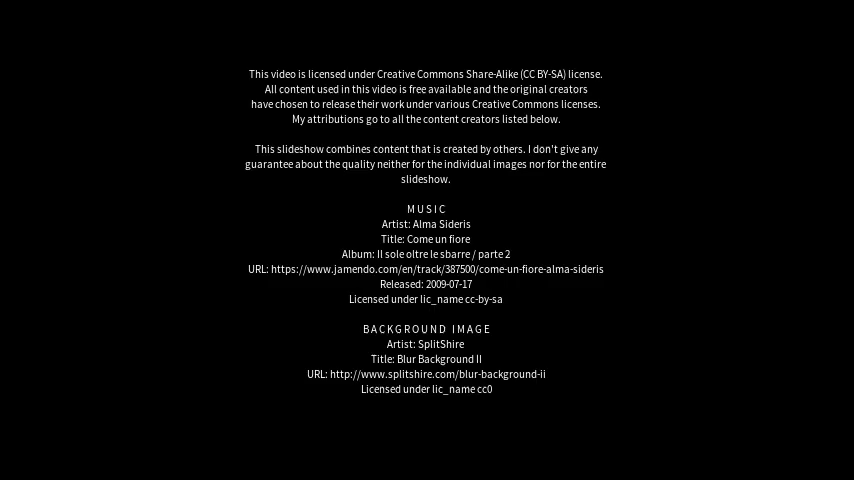 This video is licensed under Creative Commons Share-Alike (CC BY-SA) license.
All content used in this video is free available and the original creators
have chosen to release their work under various Creative Commons licenses.
My attributions go to all the content creators listed below.
This slideshow combines content that is created by others. I don't give any
guarantee about the quality neither for the individual images nor for the entire
slideshow.
MUSIC
Artist: Alma Sideris
Title: Come un fiore
Album: Il sole oltre le sbarre / parte 2
URL: https://www.jamendo.com/en/track/387500/come-un-fiore-alma-sideris
Released: 2009-07-17
Licensed under lic_name cc-by-sa
BACKGROUND IMAGE
Artist: SplitShire
Title: Blur Background II
URL: http://www.splitshire.com/blur-background-ii
Licensed under lic_name cc0